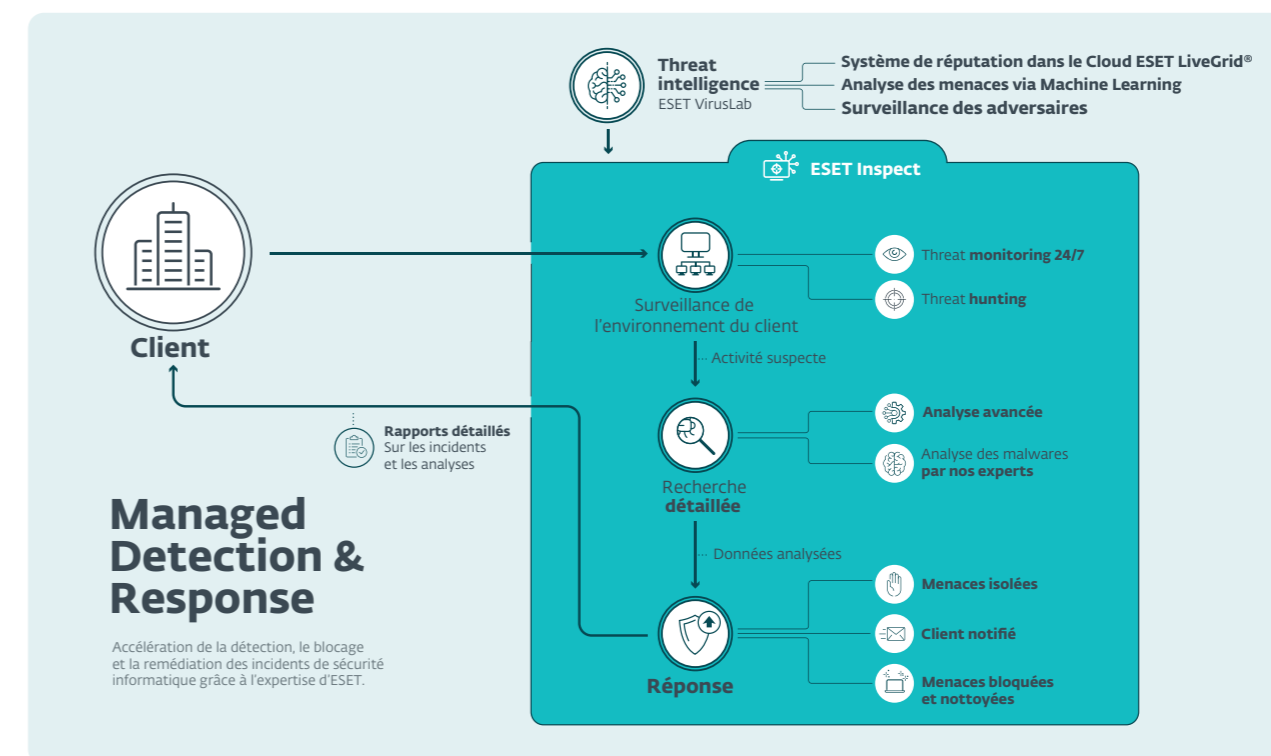 Threat
intelligence
ESET VirusLab
Système de réputation dans le Cloud ESET LiveGrid®
Analyse des menaces via Machine Learning
Surveillance des adversaires
ESET Inspect
Client
Surveillance de
l'environnement du client
Threat monitoring 24/7
Threat hunting
Activité suspecte
Rapports détaillés
Sur les incidents
et les analyses
Recherche
détaillée
Analyse avancée
Analyse des malwares
par nos experts
Données analysées
Réponse
Menaces isolées
Client notifié
Menaces bloquées
et nottoyées
Managed
Detection &
Response
Accélération de la détection, le blocage
et la remédiation des incidents de sécurité
informatique grâce à l'expertise d'ESET.